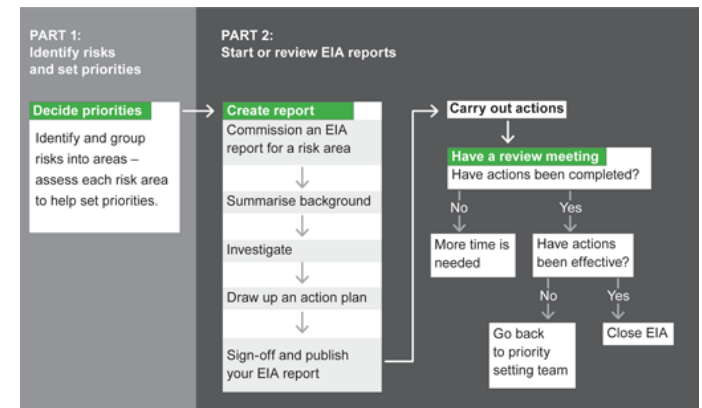 PART 1:
Identify risks
and set priorities
PART 2:
Start or review EIA reports
Decide priorities
Identify and group
risks into areas –
assess each risk area
to help set priorities.
Create report
Commission an EIA
report for a risk area
Summarise background
Investigate
Draw up an action plan
Sign-off and publish
your EIA report
Carry out actions
Have a review meeting
Have actions been completed?
No
Yes
More time is
needed
Have actions
been effective?
No
Yes
Go back
to priority
setting team
Close EIA